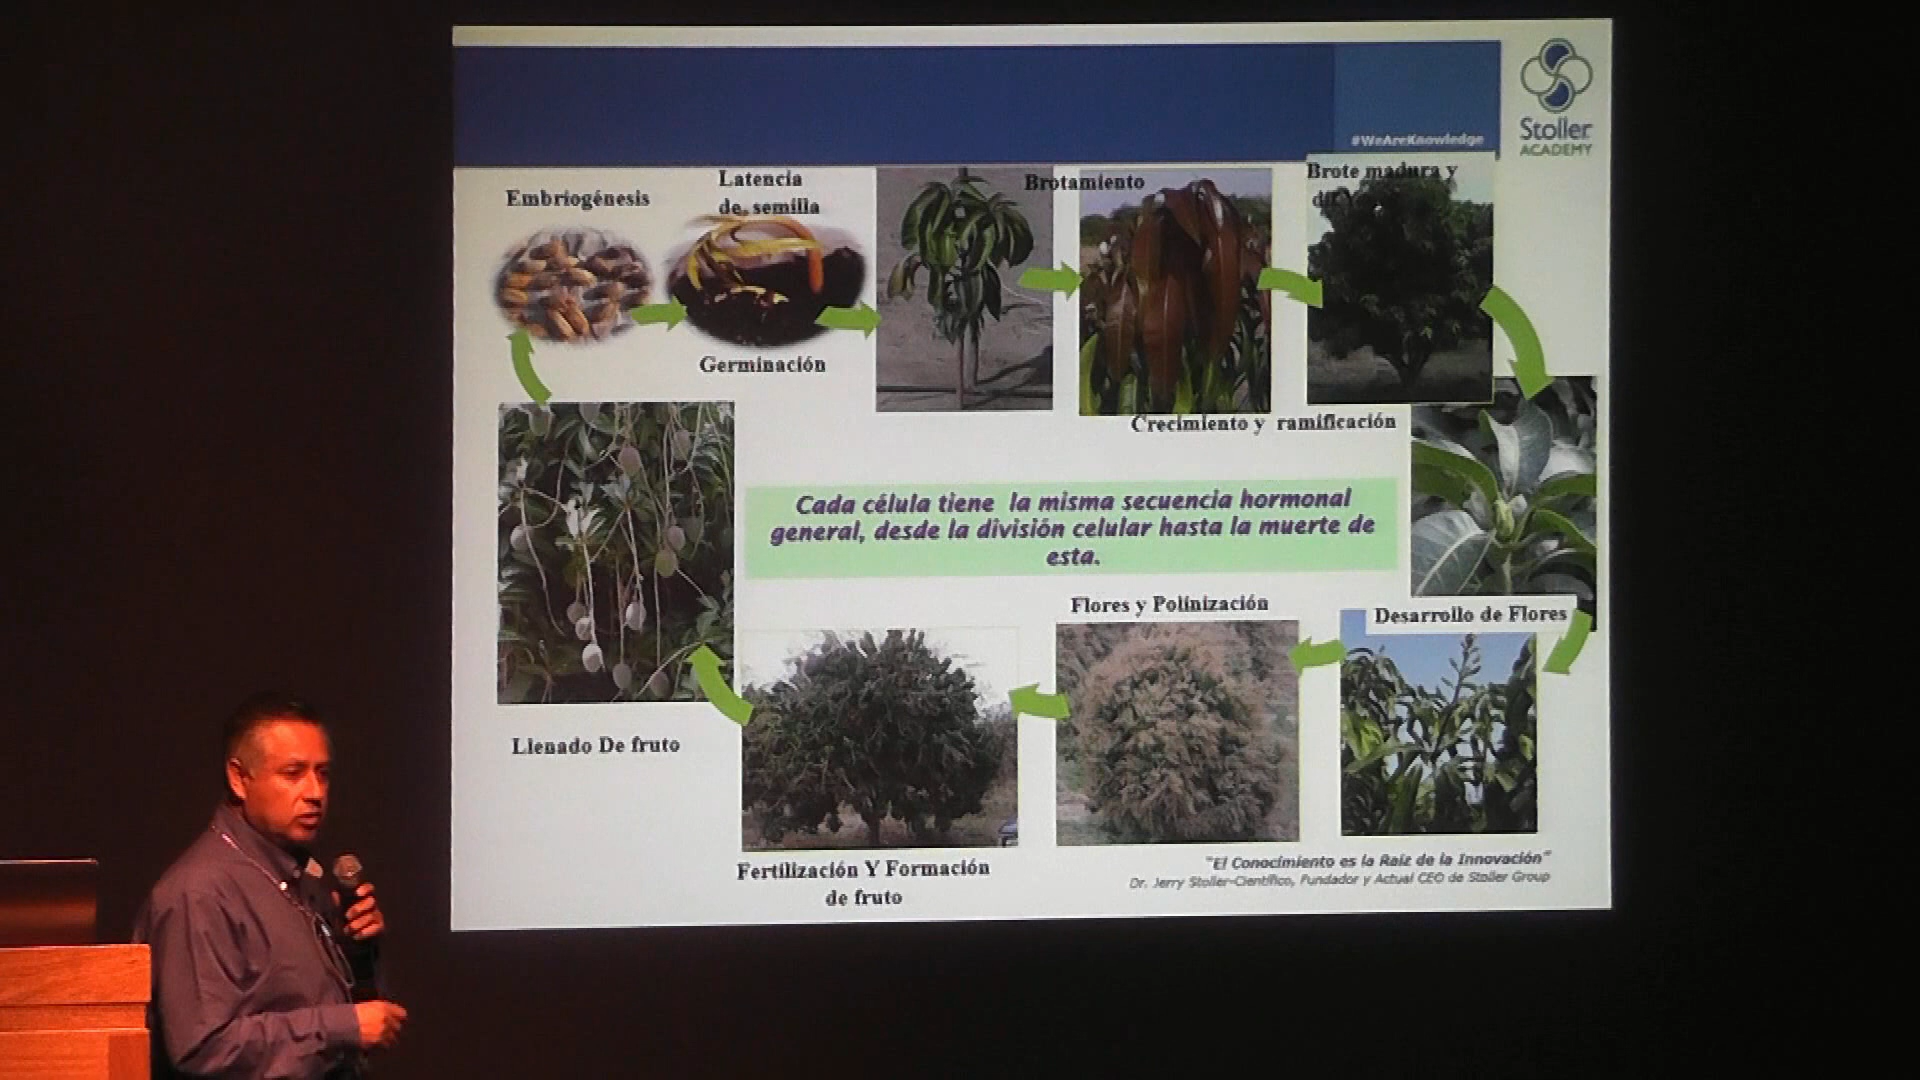 #WeAreKnowledge
Stoller
ACADEMY
Embriogénesis
Latencia
de semilla
Brotamiento
Brote madura y
Germinación
Crecimiento y ramificación
Cada célula tiene la misma secuencia hormonal
general, desde la división celular hasta la muerte de
esta.
Flores y Polinización
Desarrollo de Flores
Llenado De fruto
Fertilización Y Formación
de fruto
"El Conocimiento es la Raiz de la Innovación"
Dr. Jerry Stoller-Científico, Fundador y Actual CEO de Stoller Group